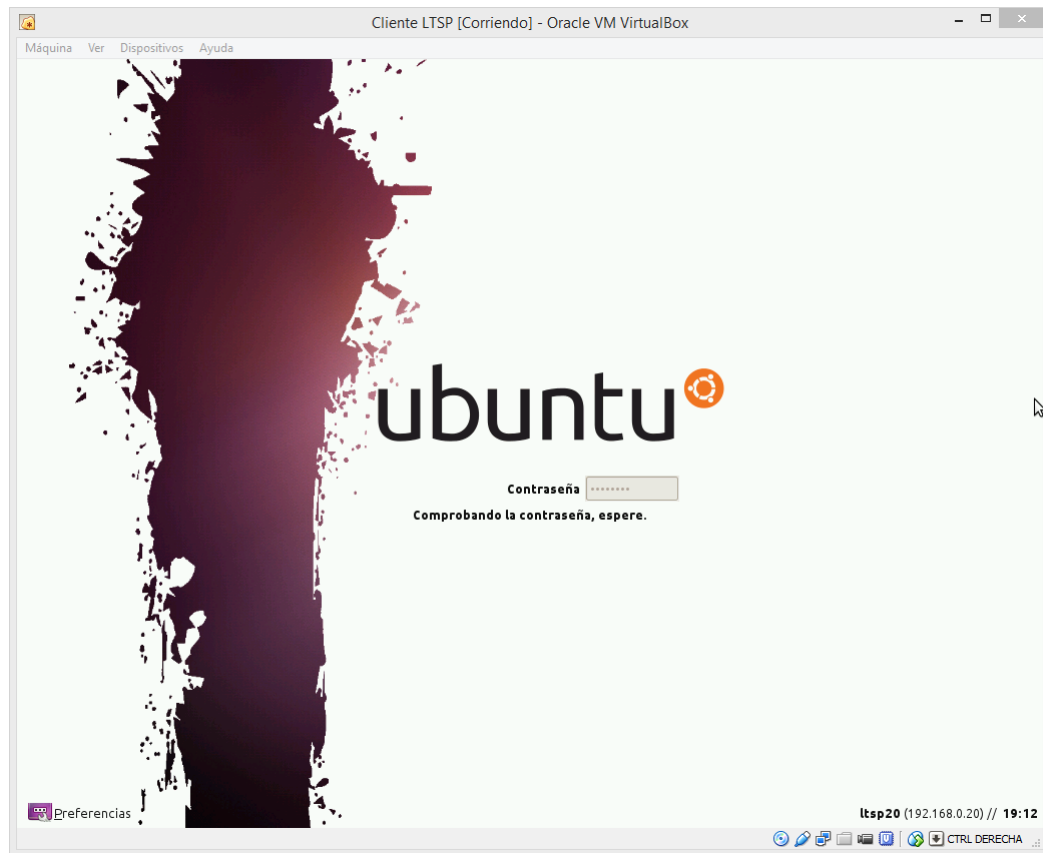 Cliente LTSP [Corriendo] - Oracle VM VirtualBox
Máquina Ver Dispositivos Ayuda
ubuntu
Contraseña ••••••••
Comprobando la contraseña, espere.
Preferencias
ltsp20 (192.168.0.20) // 19:12
CTRL DERECHA